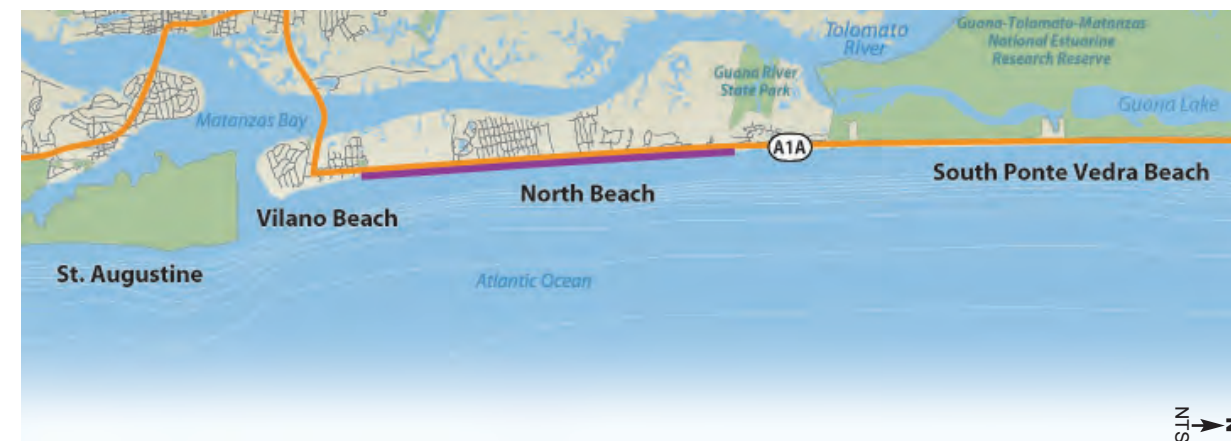 Tolomato
River
Guana-Tolomato-Matanzas
National Estuarine
Research Reserve
Guana River
State Park
Guana Lake
Matanzas Bay
A1A
South Ponte Vedra Beach
North Beach
Vilano Beach
St. Augustine
Atlantic Ocean
NTS